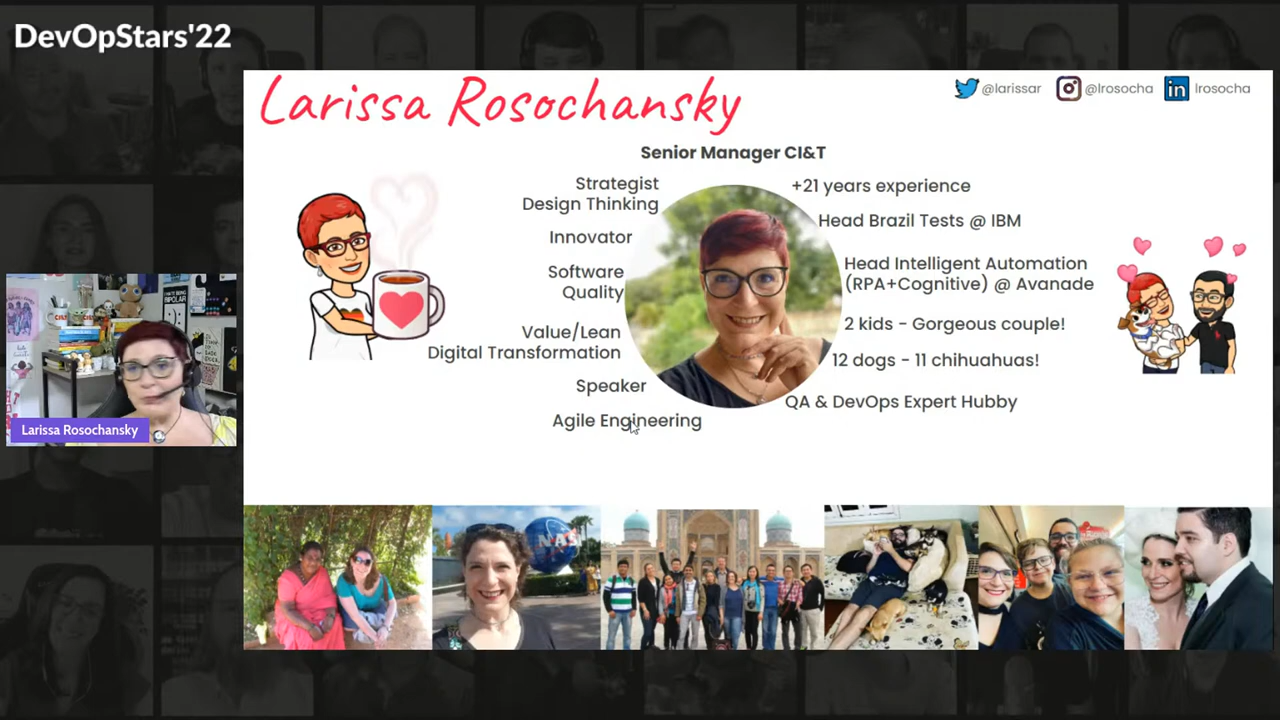 DevOpStars'22
Larissa Rosochansky
@larissar
@lrosocha
lrosocha
Senior Manager CI&T
Strategist
Design Thinking
Innovator
Software
Quality
Value/Lean
Digital Transformation
Speaker
Agile Engineering
+21 years experience
Head Brazil Tests @ IBM
Head Intelligent Automation
(RPA+Cognitive) @ Avanade
2 kids - Gorgeous couple!
12 dogs - 11 chihuahuas!
QA & DevOps Expert Hubby
Larissa Rosochansky
NASA